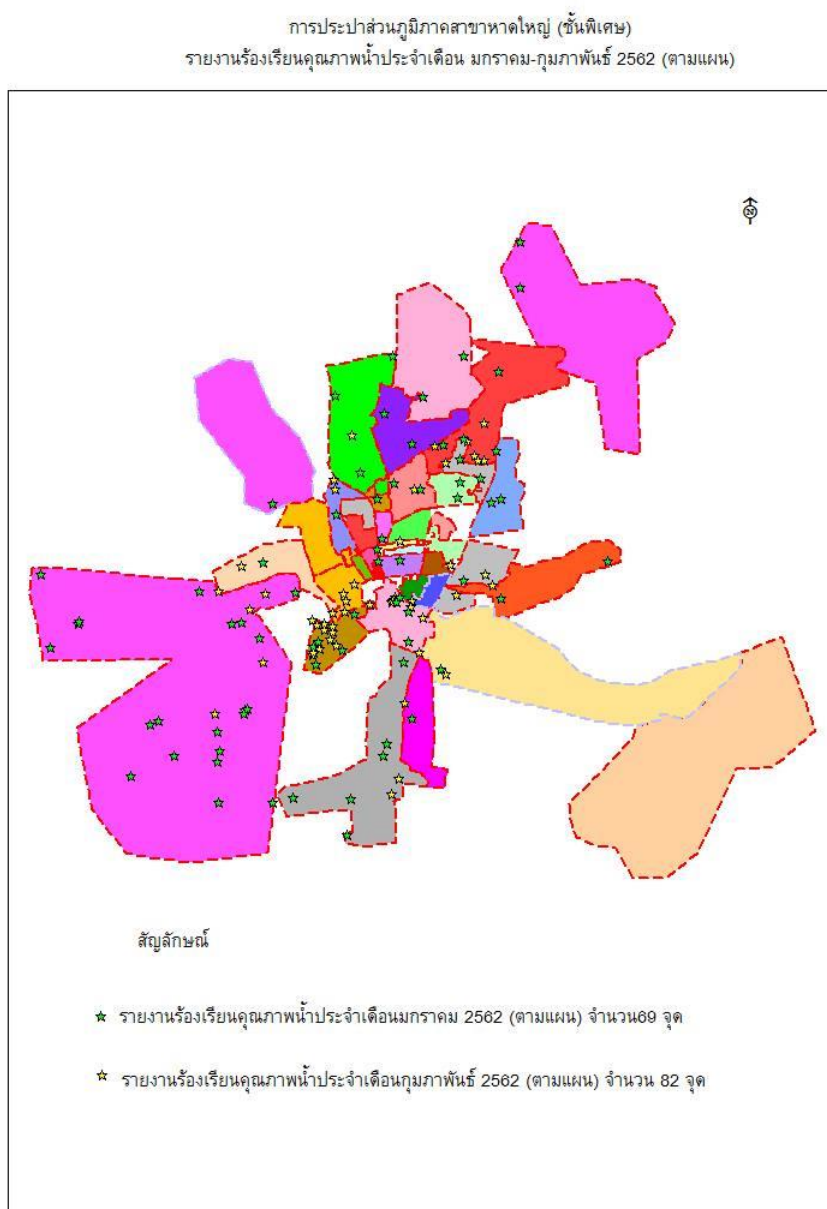 การประปาส่วนภูมิภาคสาขาหาดใหญ่ (ชั้นพิเศษ)
รายงานร้องเรียนคุณภาพน้ำประจำเดือน มกราคม-กุมภาพันธ์ 2562 (ตามแผน)
สัญลักษณ์
รายงานร้องเรียนคุณภาพน้ำประจำเดือนมกราคม 2562 (ตามแผน) จำนวน69 จุด
รายงานร้องเรียนคุณภาพน้ำประจำเดือนกุมภาพันธ์ 2562 (ตามแผน) จำนวน 82 จุด